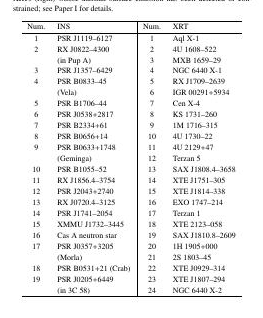 strained; see Paper I for details.
Num. INS Num. XRT
1 PSR J1119–6127 1 Aql X-1
2 RX J0822–4300 2 4U 1608–522
(in Pup A) 3 MXB 1659–29
3 PSR J1357–6429 4 NGC 6440 X-1
4 PSR B0833–45 5 RX J1709–2639
(Vela) 6 IGR 00291+5934
5 PSR B1706–44 7 Cen X-4
6 PSR J0538+2817 8 KS 1731–260
7 PSR B2334+61 9 1M 1716–315
8 PSR B0656+14 10 4U 1730–22
9 PSR B0633+1748 11 4U 2129+47
(Geminga) 12 Terzan 5
10 PSR B1055–52 13 SAX J1808.4–3658
11 RX J1856.4–3754 14 XTE J1751–305
12 PSR J2043+2740 15 XTE J1814–338
13 RX J0720.4–3125 16 EXO 0747–214
14 PSR J1741–2054 17 Terzan 1
15 XMMU J1732–3445 18 XTE 2123–058
16 Cas A neutron star 19 SAX J1810.8–2609
17 PSR J0357+3205 20 1H 1905+000
(Morla) 21 2S 1803–45
18 PSR B0531+21 (Crab) 22 XTE J0929–314
19 PSR J0205+6449 23 XTE J1807–294
(in 3C 58) 24 NGC 6440 X-2